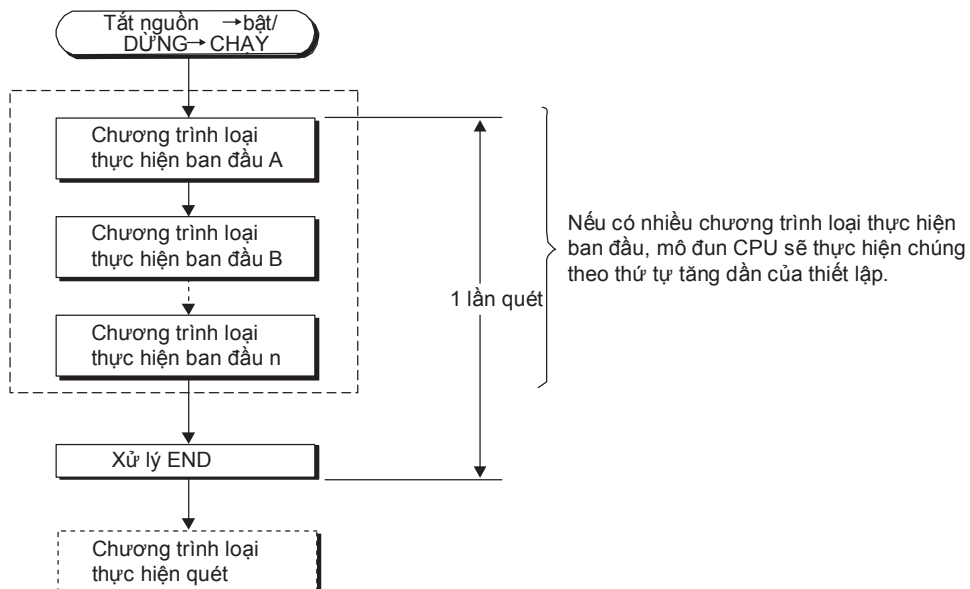 Tắt nguồn →bật/
DỪNG→ CHẠY
Chương trình loại
thực hiện ban đầu A
Chương trình loại
thực hiện ban đầu B
Chương trình loại
thực hiện ban đầu n
1 lần quét
Nếu có nhiều chương trình loại thực hiện
ban đầu, mô đun CPU sẽ thực hiện chúng
theo thứ tự tăng dần của thiết lập.
Xử lý END
Chương trình loại
thực hiện quét